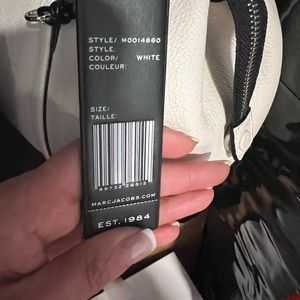 STYLE/ M0014860
STYLE:
COLOR/ WHITE
COULEUR:
SIZE/
TAILLE:
MARCJACOBS.COM
EST. 1984